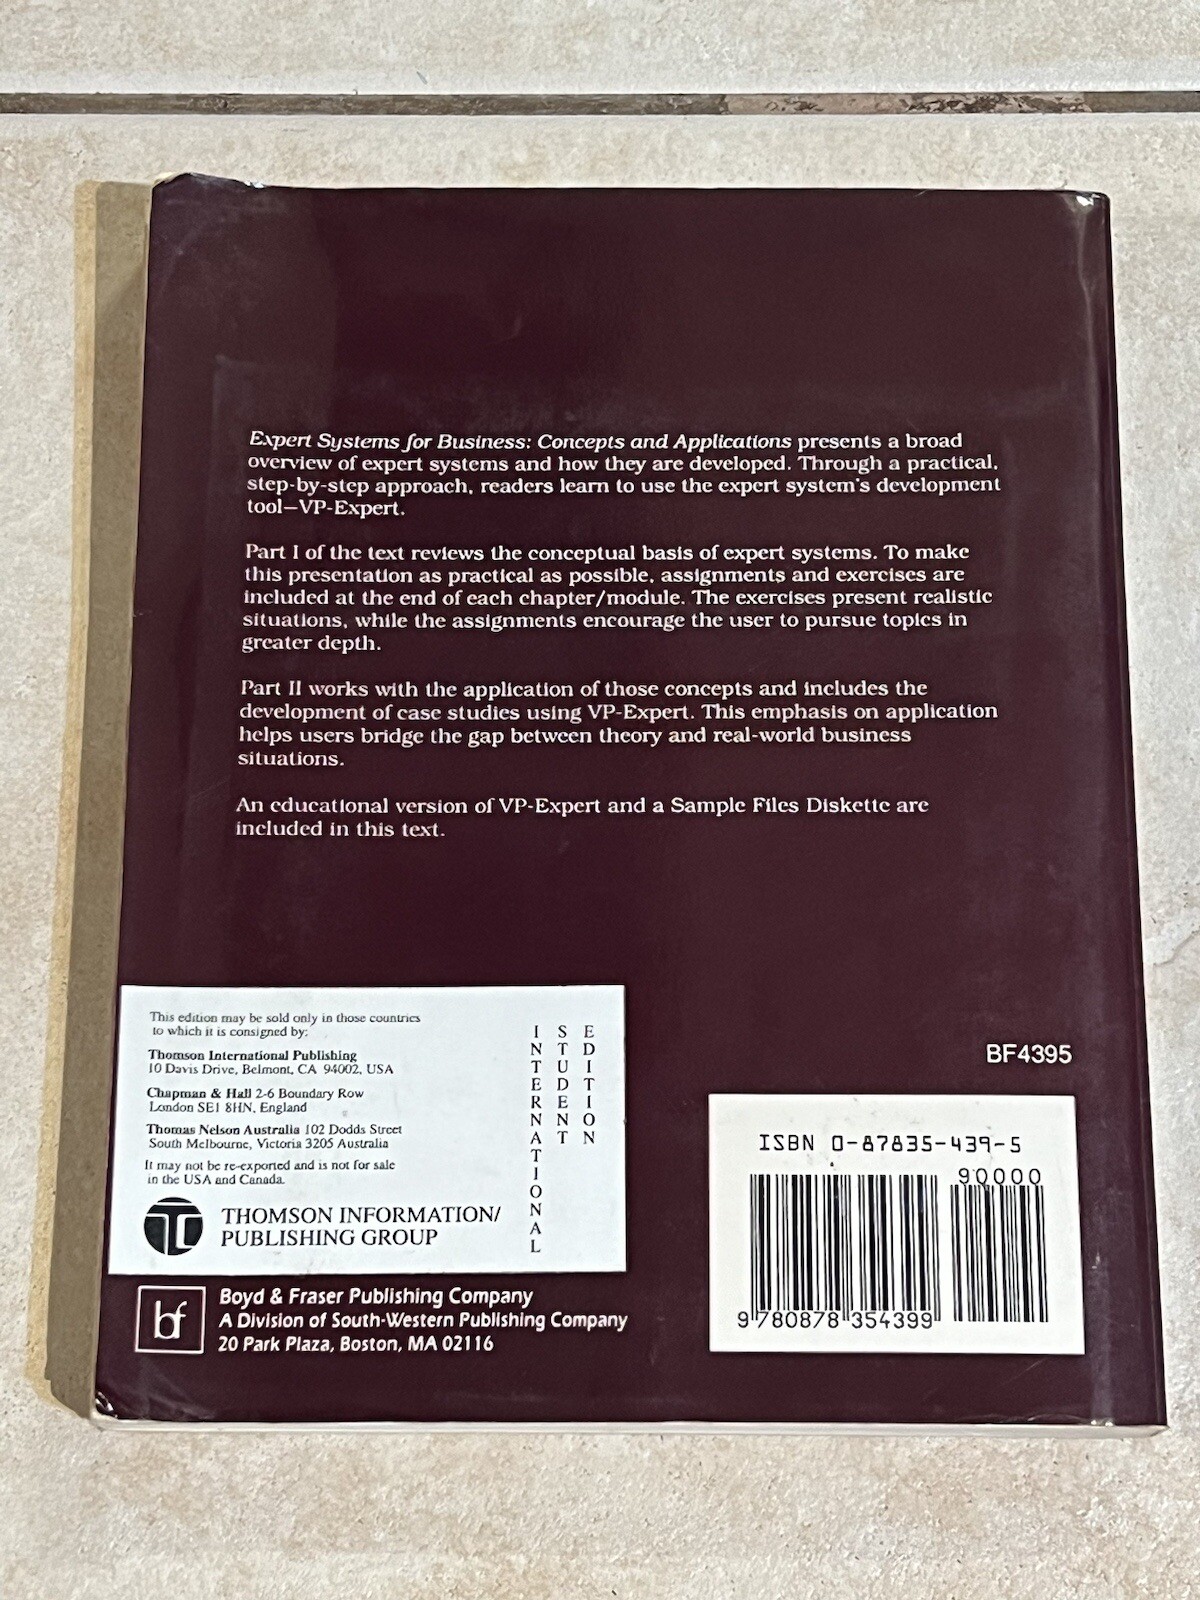 Expert Systems for Business: Concepts and Applications presents a broad
overview of expert systems and how they are developed. Through a practical,
step-by-step approach, readers learn to use the expert system's development
tool—VP-Expert.
Part I of the text reviews the conceptual basis of expert systems. To make
this presentation as practical as possible, assignments and exercises are
included at the end of each chapter/module. The exercises present realistic
situations, while the assignments encourage the user to pursue topics in
greater depth.
Part II works with the application of those concepts and includes the
development of case studies using VP-Expert. This emphasis on application
helps users bridge the gap between theory and real-world business
situations.
An educational version of VP-Expert and a Sample Files Diskette are
included in this text.
This edition may be sold only in those countries
to which it is consigned by:
Thomson International Publishing
10 Davis Drive, Belmont, CA 94002, USA
Chapman & Hall 2-6 Boundary Row
London SE1 8HN, England
Thomas Nelson Australia 102 Dodds Street
South Melbourne, Victoria 3205 Australia
It may not be re-exported and is not for sale
in the USA and Canada.
THOMSON INFORMATION/
PUBLISHING GROUP
INTERNATIONAL
STUDENT
EDITION
bf
Boyd & Fraser Publishing Company
A Division of South-Western Publishing Company
20 Park Plaza, Boston, MA 02116
BF4395
ISBN 0-87835-439-5
90000
9 780878 354399